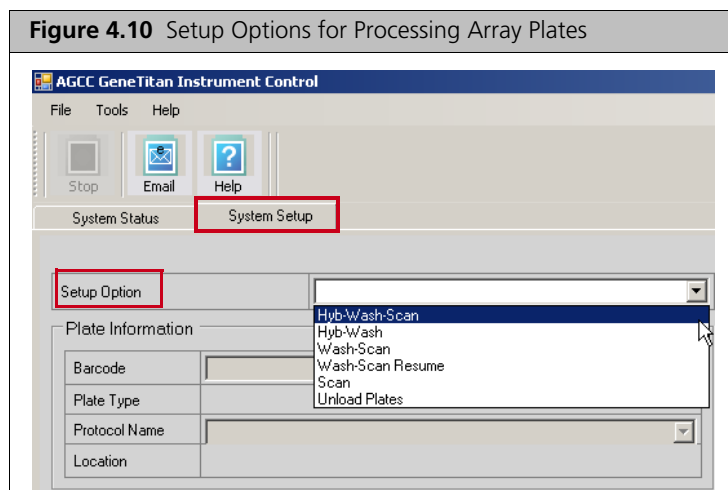 Figure 4.10 Setup Options for Processing Array Plates
AGCC GeneTitan Instrument Control
File Tools Help
Stop Email Help
System Status System Setup
Setup Option
Hyb-Wash-Scan
Hyb-Wash
Wash-Scan
Wash-Scan Resume
Scan
Unload Plates
Plate Information
Barcode
Plate Type
Protocol Name
Location